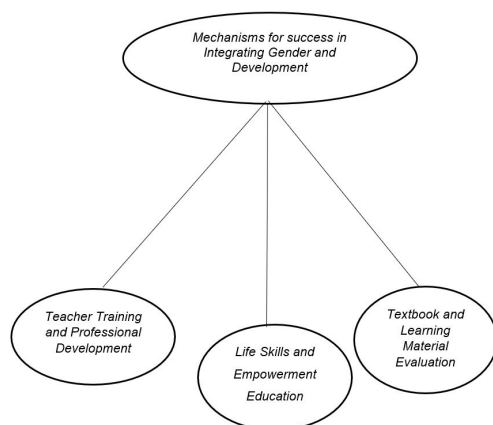 Mechanisms for success in
Integrating Gender and
Development
Teacher Training
and Professional
Development
Life Skills and
Empowerment
Education
Textbook and
Learning
Material
Evaluation